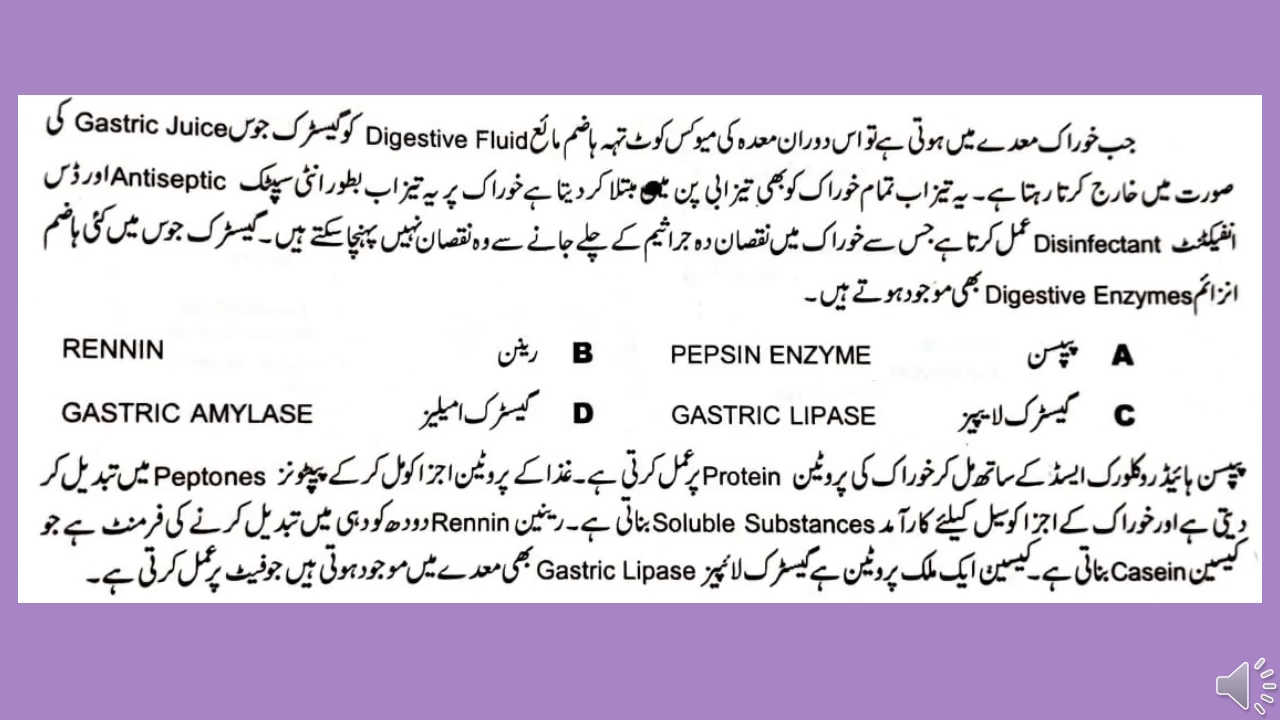 جب خوراک معدے میں ہوتی ہے تو اس دوران معدہ کی میوکس کوٹ تہہ ہاضم مائع Digestive Fluid کو گیسٹرک جوس Gastric Juice کی
صورت میں خارج کرتا رہتا ہے۔ یہ تیزاب تمام خوراک کو بھی تیزابی پن میں مبتلا کر دیتا ہے خوراک پر یہ تیزاب بطور انٹی سپٹک Antiseptic اور ڈس
انفیکٹنٹ Disinfectant عمل کرتا ہے جس سے خوراک میں نقصان دہ جراثیم کے چلے جانے سے وہ نقصان نہیں پہنچا سکتے ہیں۔ گیسٹرک جوس میں کئی ہاضم
انزائم Digestive Enzymes بھی موجود ہوتے ہیں۔
A پیپسن PEPSIN ENZYME B رینن RENNIN
C گیسٹرک لایپیز GASTRIC LIPASE D گیسٹرک امیلیز GASTRIC AMYLASE
پیپسن ہائیڈروکلورک ایسڈ کے ساتھ مل کر خوراک کی پروٹین Protein پر عمل کرتی ہے۔ غذا کے پروٹین اجزا کو مل کر کے پیپٹونز Peptones میں تبدیل کر
دیتی ہے اور خوراک کے اجزا کو سیل کیلئے کارآمد Soluble Substances بناتی ہے۔ رینین Rennin دودھ کو دہی میں تبدیل کرنے کی فرمنٹ ہے جو
کیسین Casein بناتی ہے۔ کیسین ایک ملک پروٹین ہے گیسٹرک لائپیز Gastric Lipase بھی معدے میں موجود ہوتی ہیں جو فیٹ پر عمل کرتی ہے۔